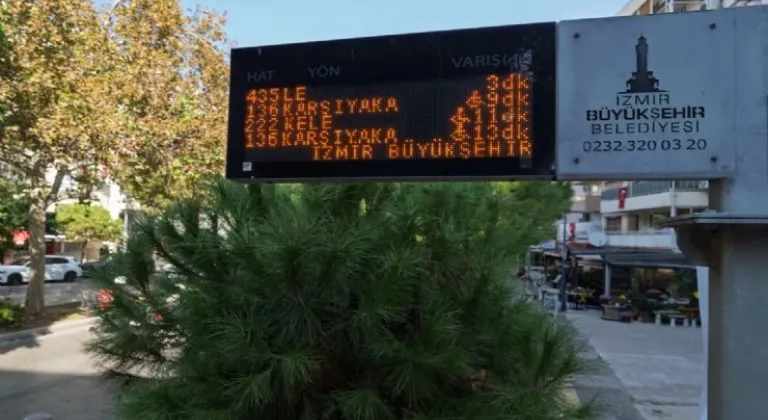 HAT YÖN VARIŞ(dk)
435 LE 3dk
136 KARŞIYAKA 9dk
222 KELE 11dk
136 KARŞIYAKA 13dk
İZMİR BÜYÜKŞEHİR
İZMİR
BÜYÜKŞEHİR
BELEDİYESİ
0232 320 03 20